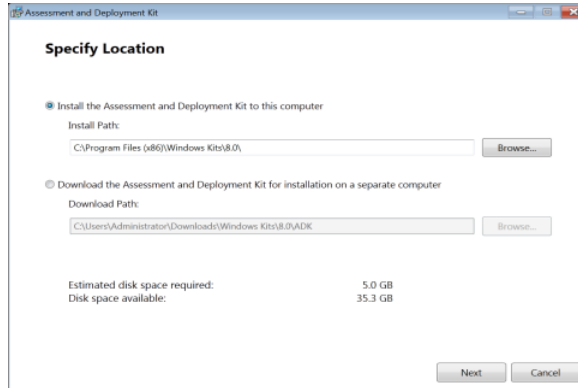 Assessment and Deployment Kit
Specify Location
Install the Assessment and Deployment Kit to this computer
Install Path:
C:\Program Files (x86)\Windows Kits\8.0\
Browse...
Download the Assessment and Deployment Kit for installation on a separate computer
Download Path:
C:\Users\Administrator\Downloads\Windows Kits\8.0\ADK
Browse...
Estimated disk space required: 5.0 GB
Disk space available: 35.3 GB
Next Cancel